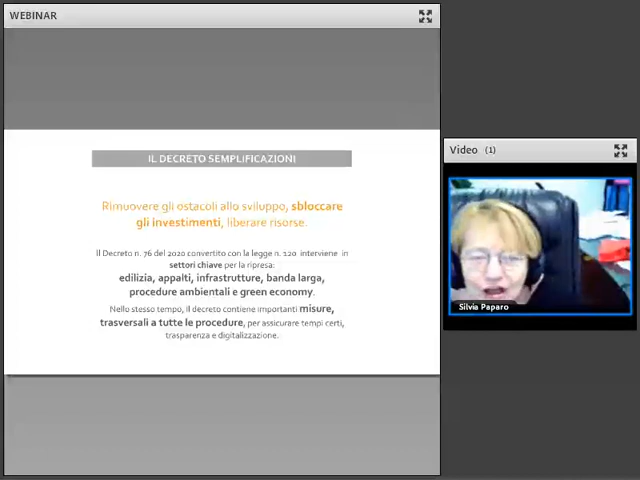 WEBINAR
IL DECRETO SEMPLIFICAZIONI
Rimuovere gli ostacoli allo sviluppo, sbloccare
gli investimenti, liberare risorse.
Il Decreto n. 76 del 2020 convertito con la legge n. 120 interviene in
settori chiave per la ripresa:
edilizia, appalti, infrastrutture, banda larga,
procedure ambientali e green economy.
Nello stesso tempo, il decreto contiene importanti misure,
trasversali a tutte le procedure, per assicurare tempi certi,
trasparenza e digitalizzazione.
Video (1)
Silvia Paparo